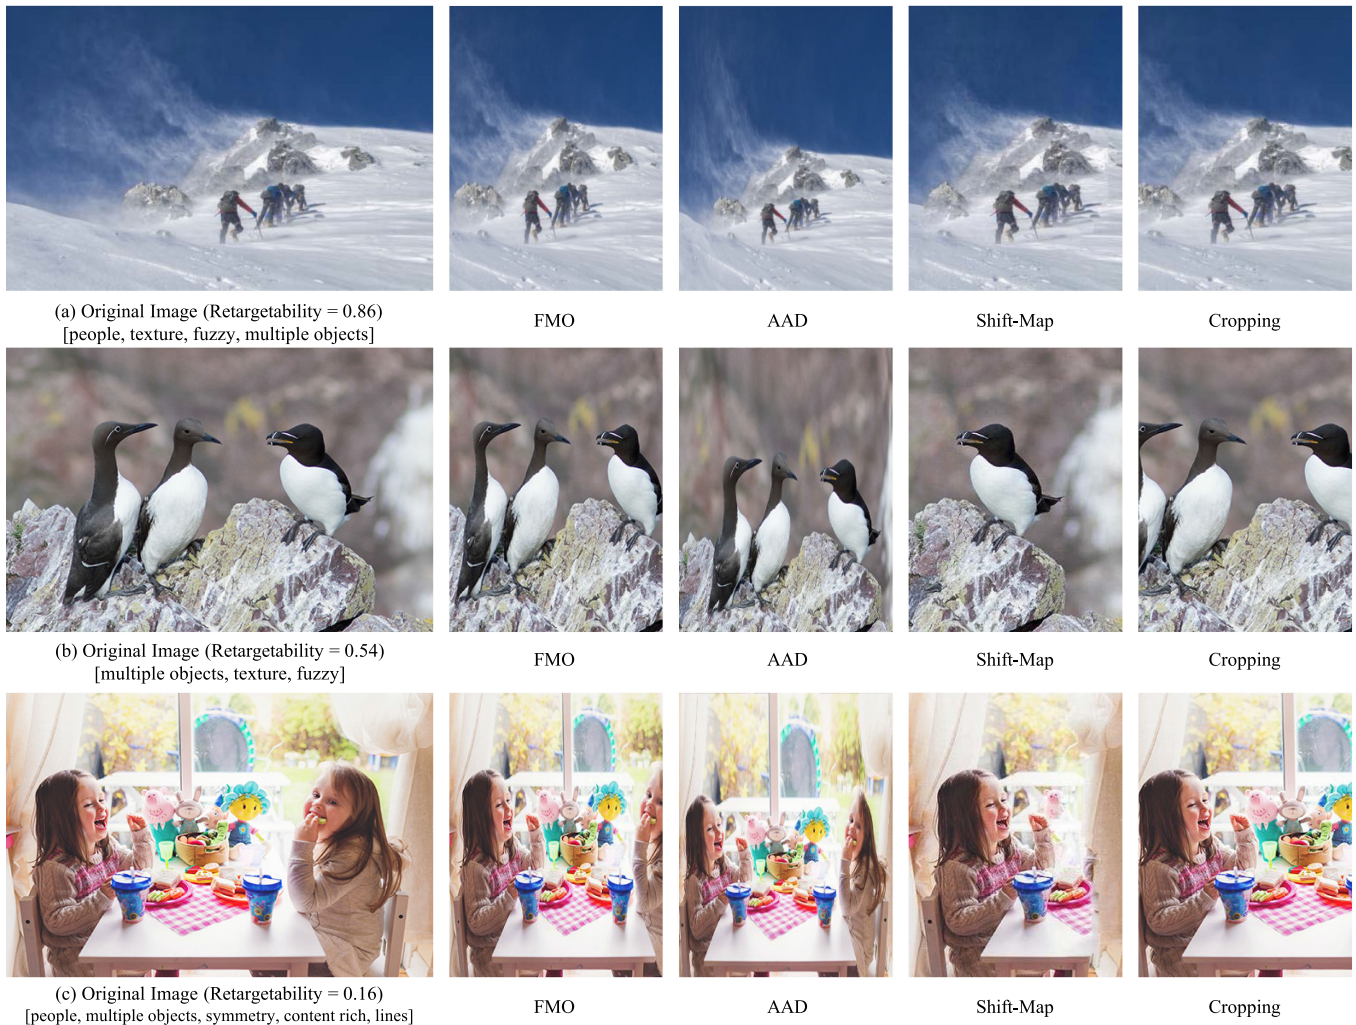 (a) Original Image (Retargetability = 0.86)
[people, texture, fuzzy, multiple objects]
FMO
AAD
Shift-Map
Cropping
(b) Original Image (Retargetability = 0.54)
[multiple objects, texture, fuzzy]
FMO
AAD
Shift-Map
Cropping
(c) Original Image (Retargetability = 0.16)
[people, multiple objects, symmetry, content rich, lines]
FMO
AAD
Shift-Map
Cropping